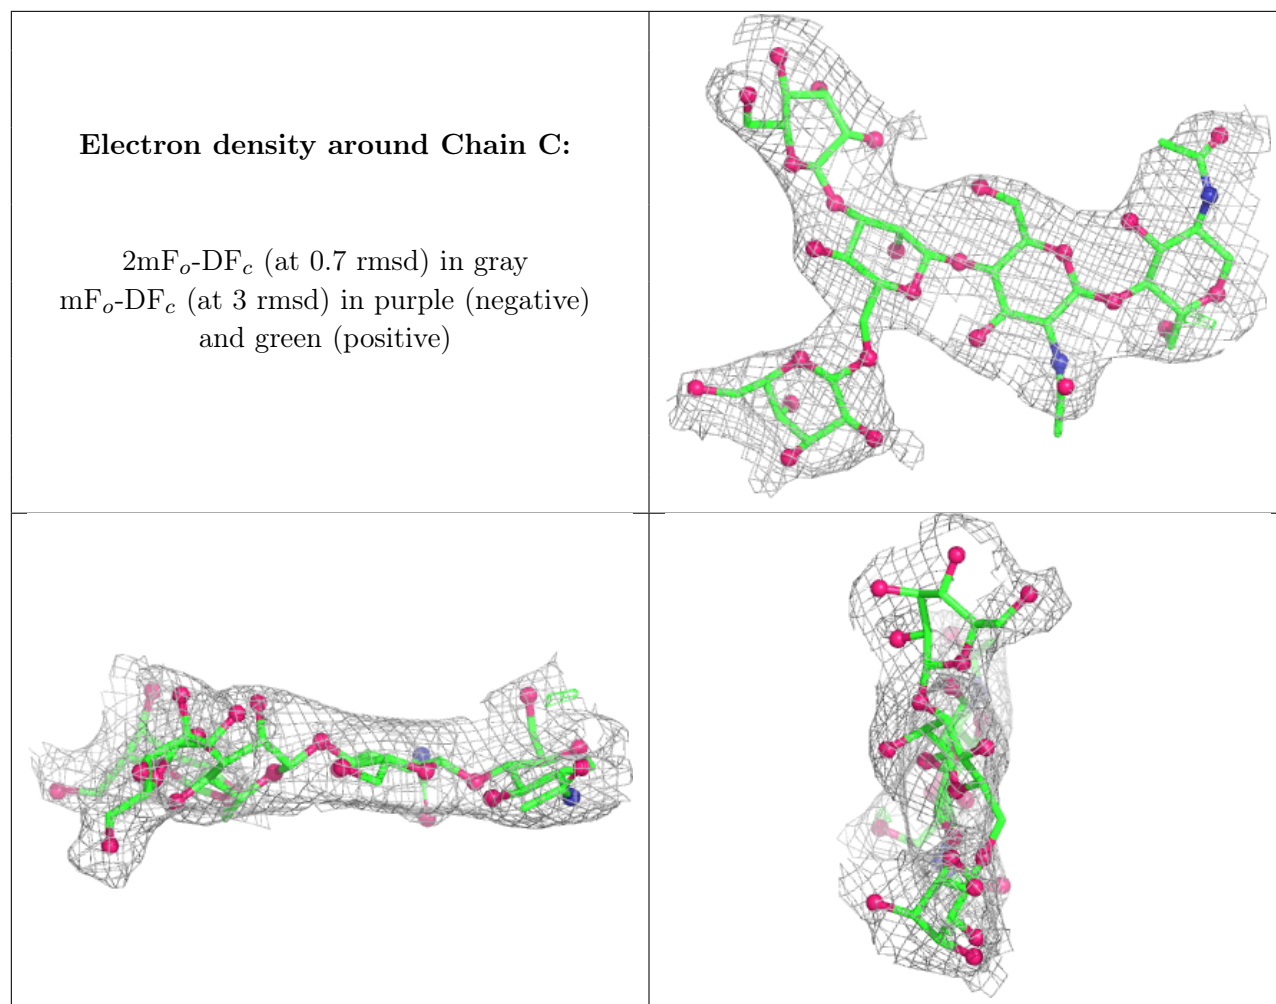 Electron density around Chain C:
2mFo-DFc (at 0.7 rmsd) in gray
mFo-DFc (at 3 rmsd) in purple (negative)
and green (positive)